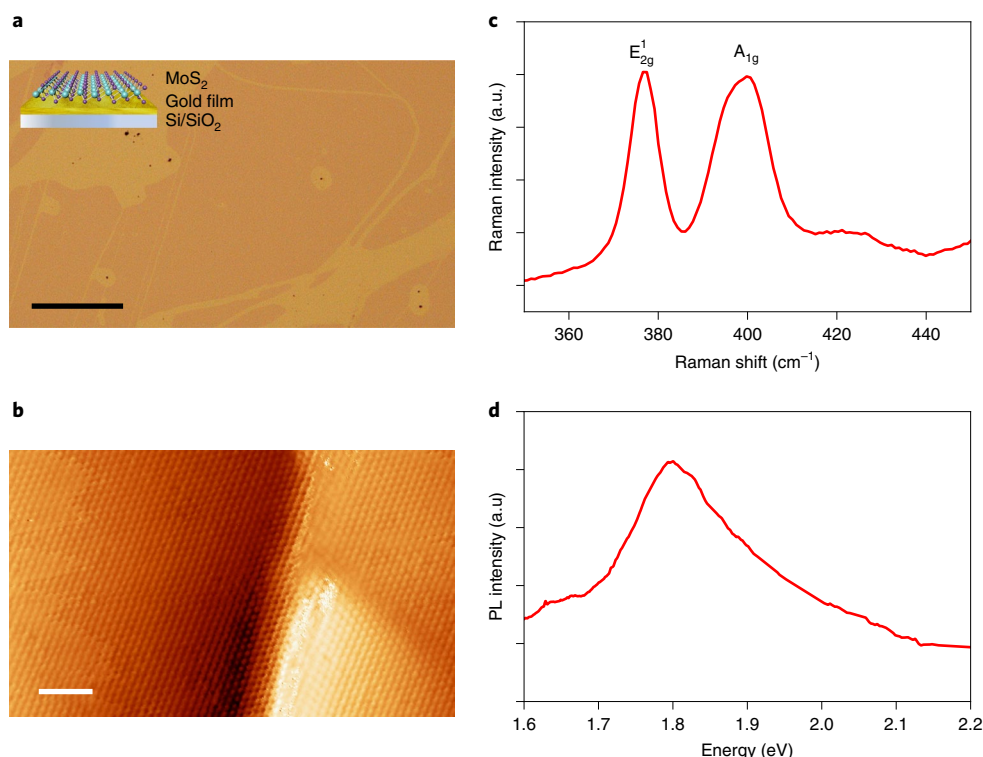 a
MoS₂
Gold film
Si/SiO₂
b
c
E¹₂g
A₁g
Raman intensity (a.u.)
360 380 400 420 440
Raman shift (cm⁻¹)
d
PL intensity (a.u)
1.6 1.7 1.8 1.9 2.0 2.1 2.2
Energy (eV)